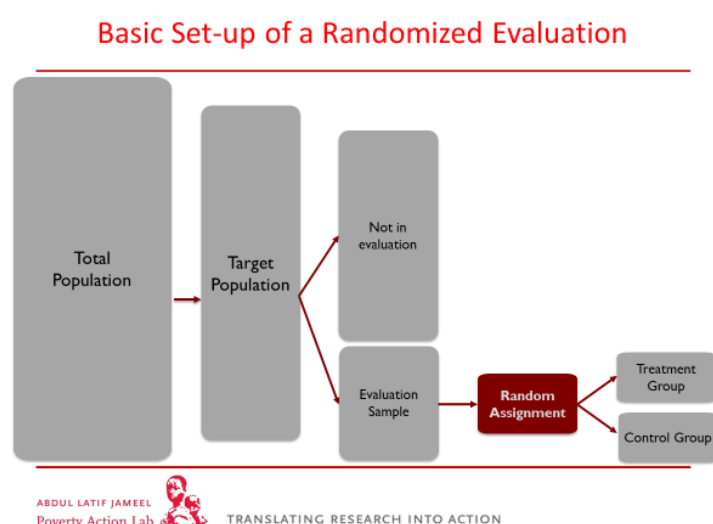 Basic Set-up of a Randomized Evaluation
Total
Population
Target
Population
Not in
evaluation
Evaluation
Sample
Random
Assignment
Treatment
Group
Control Group
ABDUL LATIF JAMEEL
Poverty Action Lab
TRANSLATING RESEARCH INTO ACTION